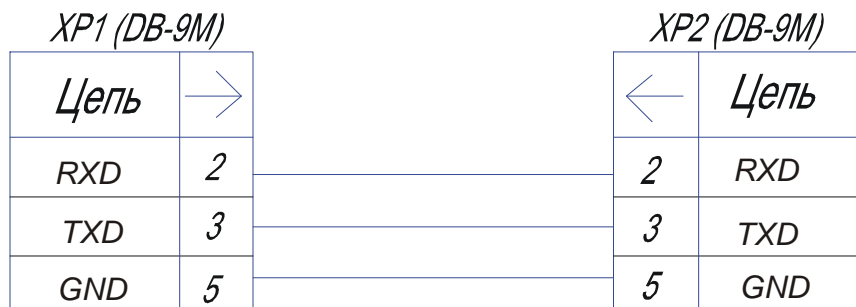 XP1 (DB-9M) XP2 (DB-9M)
Цепь Цепь
RXD 2 2 RXD
TXD 3 3 TXD
GND 5 5 GND